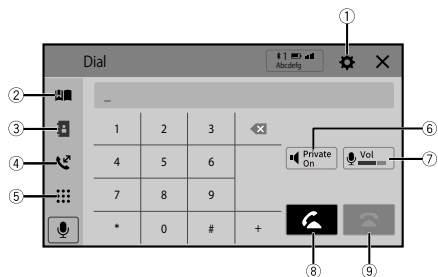 ①
Dial
1
Abcdefg
②
_
③
1 2 3
⑥
④
4 5 6
Private
On
Vol
⑦
⑤
7 8 9
* 0 # +
⑧ ⑨